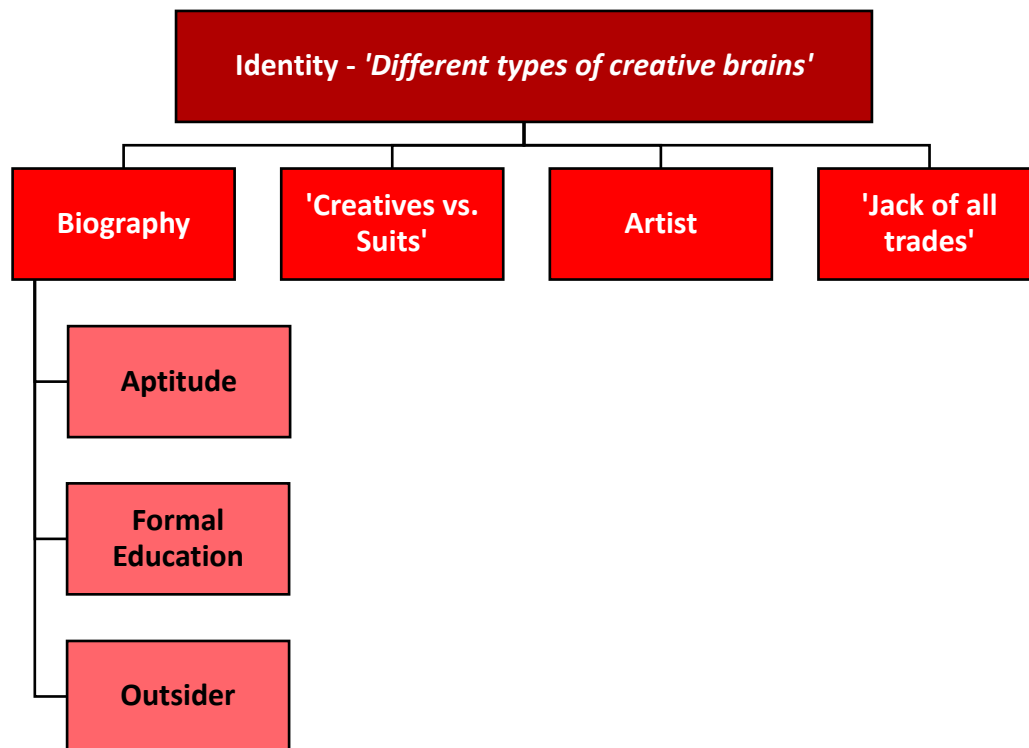 Identity - 'Different types of creative brains'
Biography
'Creatives vs.
Suits'
Artist
'Jack of all
trades'
Aptitude
Formal
Education
Outsider